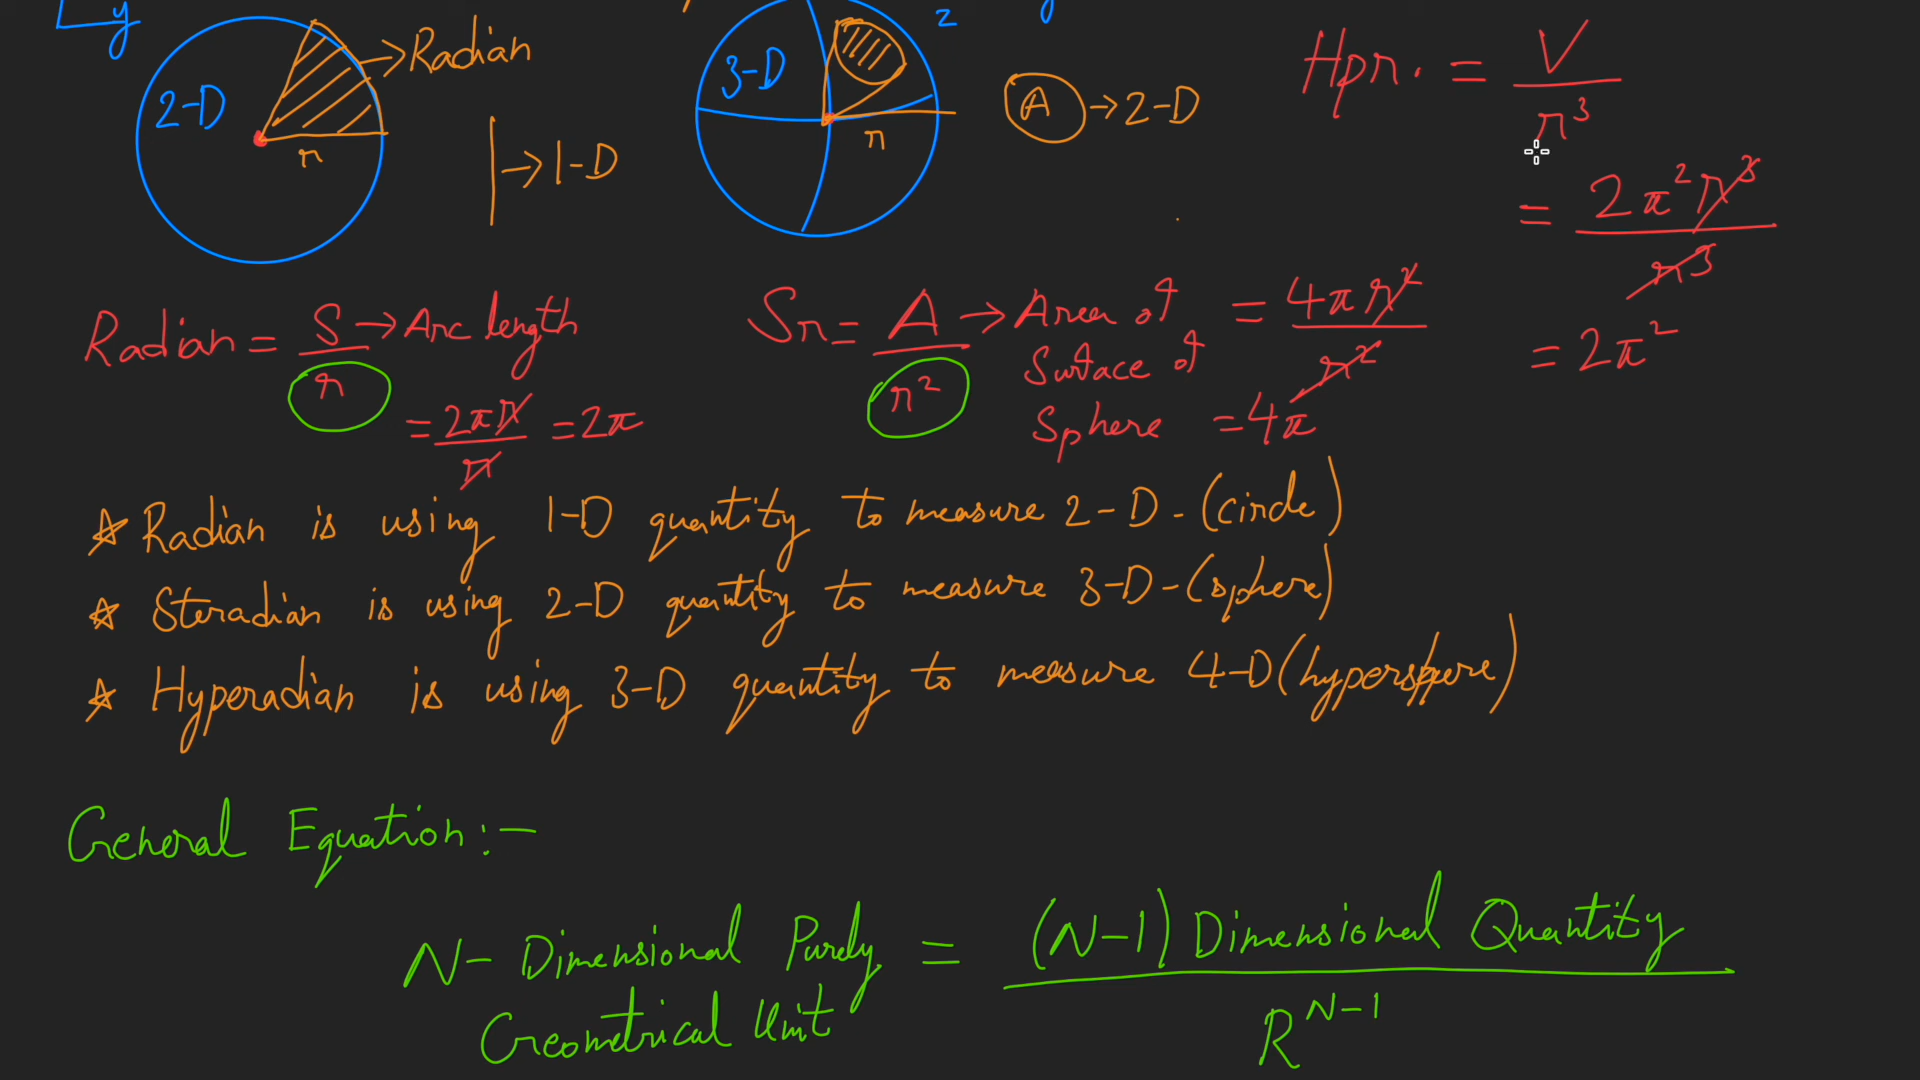 y
2-D
Radian
r
→ 1-D
3-D
z
r
A → 2-D
Hpr. = V / r³
= 2π²r³ / r³
= 2π²
Radian = S → Arc length / r
= 2πr / r = 2π
Sr = A → Area of Surface of Sphere / r²
= 4πr² / r²
= 4π
☆ Radian is using 1-D quantity to measure 2-D-(circle)
☆ Steradian is using 2-D quantity to measure 3-D-(sphere)
☆ Hyperadian is using 3-D quantity to measure 4-D(hypersphere)
General Equation:-
N-Dimensional Purely Geometrical Unit = (N-1) Dimensional Quantity / R^N-1